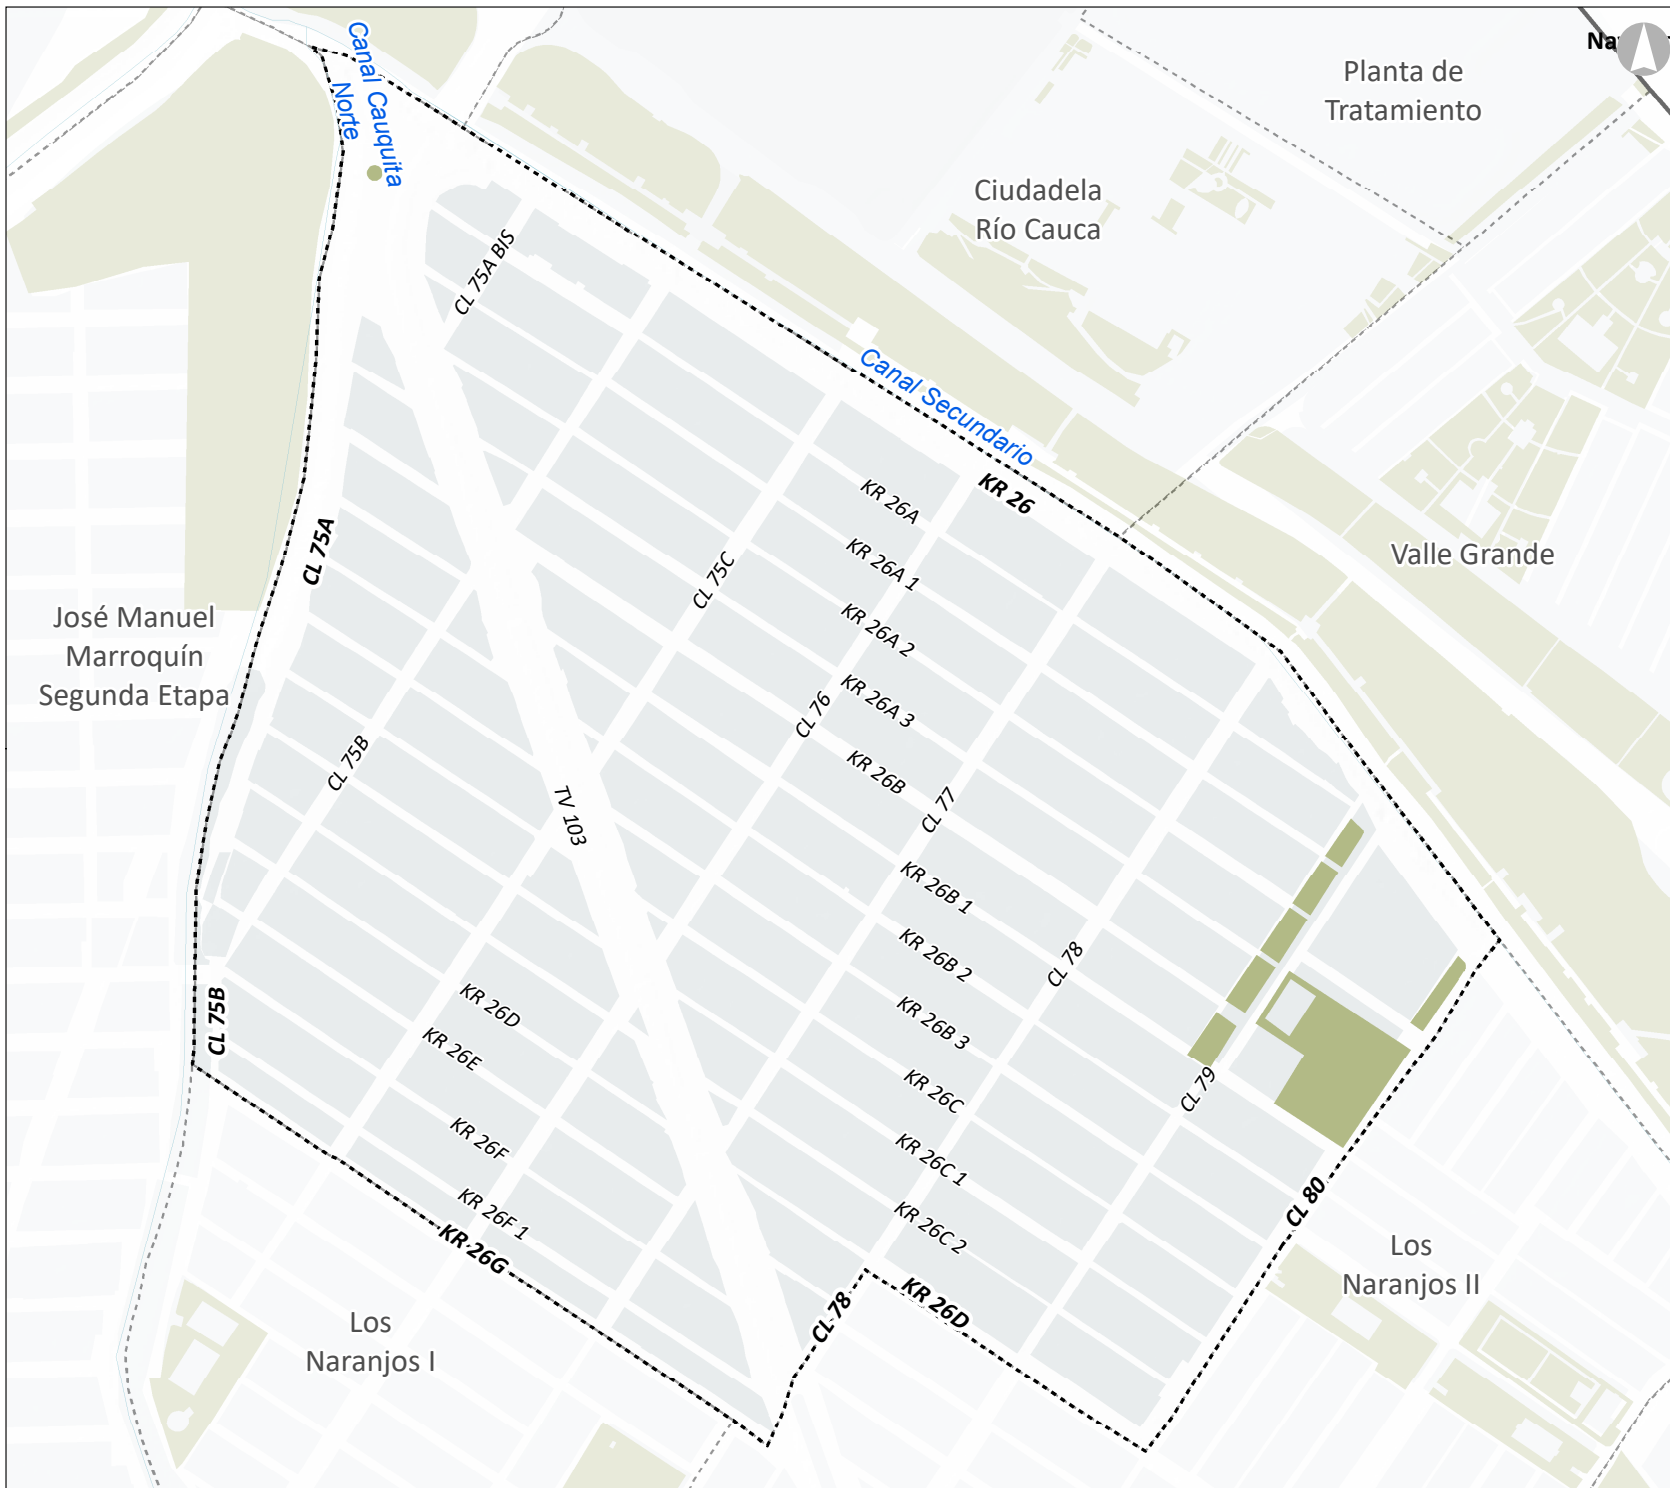 Planta de
Tratamiento
Canal Cauquita
Norte
Ciudadela
Río Cauca
CL 75A BIS
Canal Secundario
KR 26
KR 26A
CL 75A
CL 75C
KR 26A 1
Valle Grande
José Manuel
Marroquín
Segunda Etapa
KR 26A 2
CL 76
KR 26A 3
CL 75B
KR 26B
TV 103
CL 77
KR 26B 1
KR 26B 2
CL 78
KR 26D
KR 26B 3
CL 75B
KR 26E
KR 26C
CL 79
KR 26F
KR 26C 1
KR 26F 1
KR 26C 2
CL 80
KR 26G
KR 26D
CL 78
Los
Naranjos II
Los
Naranjos I